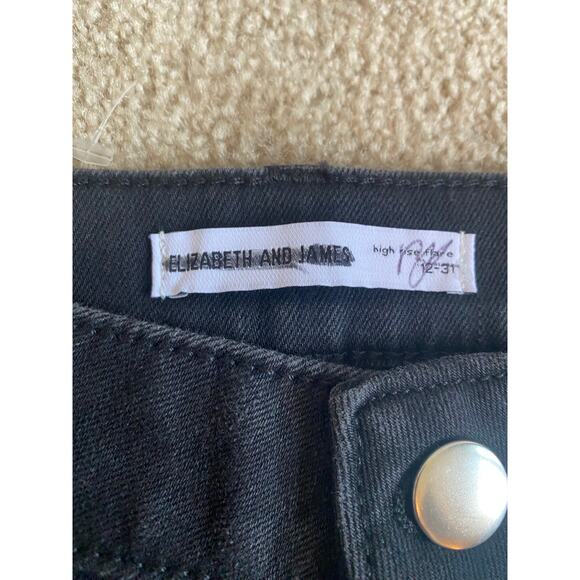 ELIZABETH AND JAMES
high rise flare
12-31